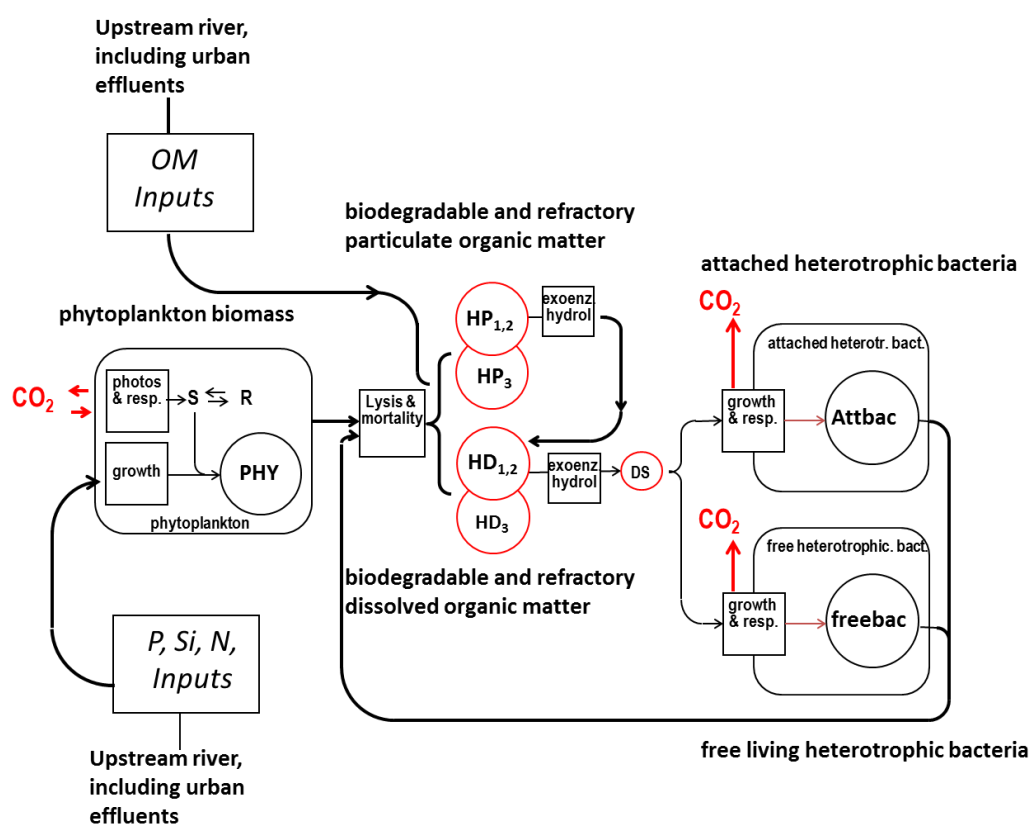 Upstream river,
including urban
effluents
OM
Inputs
biodegradable and refractory
particulate organic matter
attached heterotrophic bacteria
phytoplankton biomass
CO2
photos
& resp.
S
R
growth
PHY
phytoplankton
Lysis &
mortality
HP1,2
HP3
exoenz.
hydrol
HD1,2
HD3
exoenz.
hydrol
DS
CO2
attached heterotr. bact.
growth
& resp.
Attbac
CO2
free heterotrophic. bact.
growth
& resp.
freebac
biodegradable and refractory
dissolved organic matter
P, Si, N,
Inputs
free living heterotrophic bacteria
Upstream river,
including urban
effluents